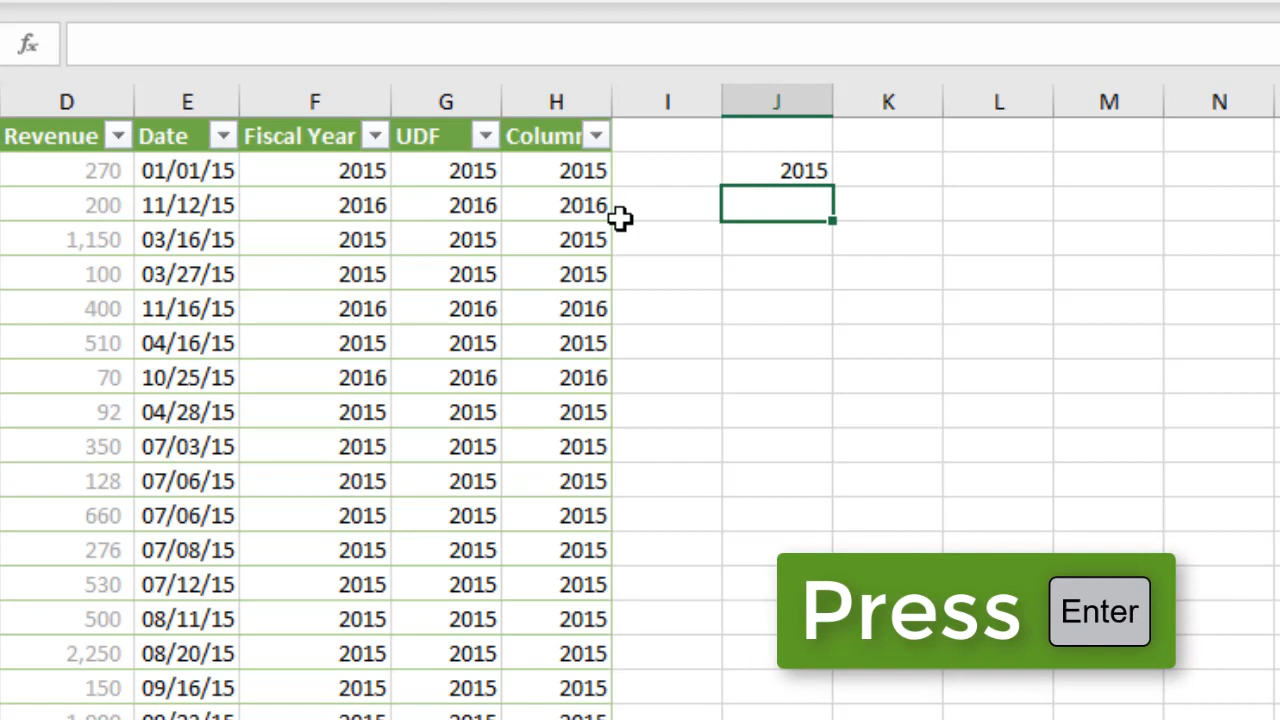 fx
D E F G H I J K L M N
Revenue Date Fiscal Year UDF Column
270 01/01/15 2015 2015 2015 2015
200 11/12/15 2016 2016 2016
1,150 03/16/15 2015 2015 2015
100 03/27/15 2015 2015 2015
400 11/16/15 2016 2016 2016
510 04/16/15 2015 2015 2015
70 10/25/15 2016 2016 2016
92 04/28/15 2015 2015 2015
350 07/03/15 2015 2015 2015
128 07/06/15 2015 2015 2015
660 07/06/15 2015 2015 2015
276 07/08/15 2015 2015 2015
530 07/12/15 2015 2015 2015
500 08/11/15 2015 2015 2015
2,250 08/20/15 2015 2015 2015
150 09/16/15 2015 2015 2015
Press Enter